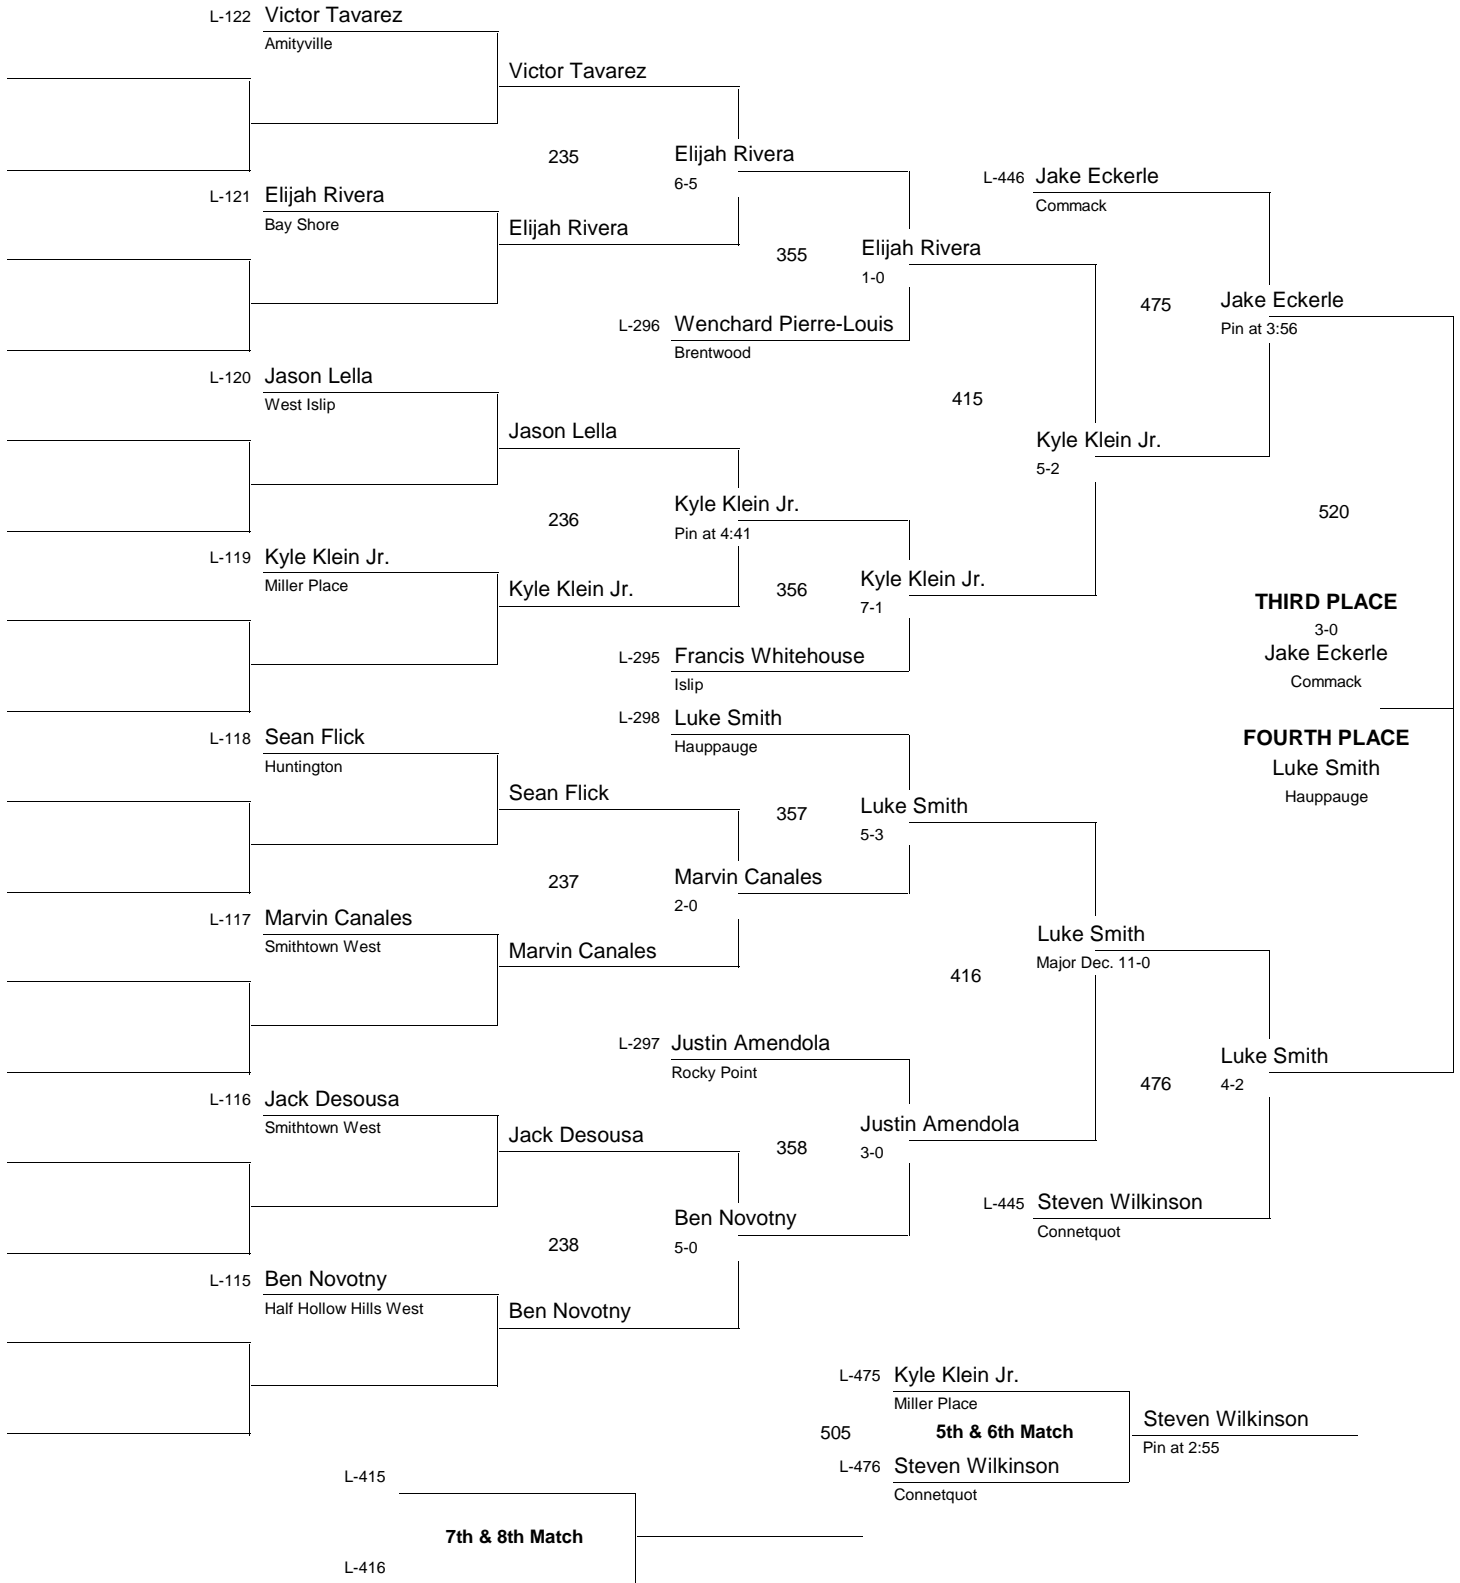 L-122 Victor Tavarez
Amityville
Victor Tavarez
235 Elijah Rivera
6-5
L-446 Jake Eckerle
Commack
L-121 Elijah Rivera
Bay Shore
Elijah Rivera
355 Elijah Rivera
1-0
475 Jake Eckerle
Pin at 3:56
L-296 Wenchard Pierre-Louis
Brentwood
L-120 Jason Lella
West Islip
415
Jason Lella
Kyle Klein Jr.
5-2
236 Kyle Klein Jr.
Pin at 4:41
520
L-119 Kyle Klein Jr.
Miller Place
Kyle Klein Jr.
356 Kyle Klein Jr.
7-1
THIRD PLACE
3-0
Jake Eckerle
Commack
L-295 Francis Whitehouse
Islip
L-298 Luke Smith
Hauppauge
L-118 Sean Flick
Huntington
FOURTH PLACE
Luke Smith
Hauppauge
Sean Flick
357 Luke Smith
5-3
237 Marvin Canales
2-0
L-117 Marvin Canales
Smithtown West
Marvin Canales
Luke Smith
Major Dec. 11-0
416
L-297 Justin Amendola
Rocky Point
Luke Smith
476 4-2
L-116 Jack Desousa
Smithtown West
Jack Desousa
358 Justin Amendola
3-0
L-445 Steven Wilkinson
Connetquot
238 Ben Novotny
5-0
L-115 Ben Novotny
Half Hollow Hills West
Ben Novotny
L-475 Kyle Klein Jr.
Miller Place
505 5th & 6th Match
Steven Wilkinson
Pin at 2:55
L-476 Steven Wilkinson
Connetquot
L-415
7th & 8th Match
L-416